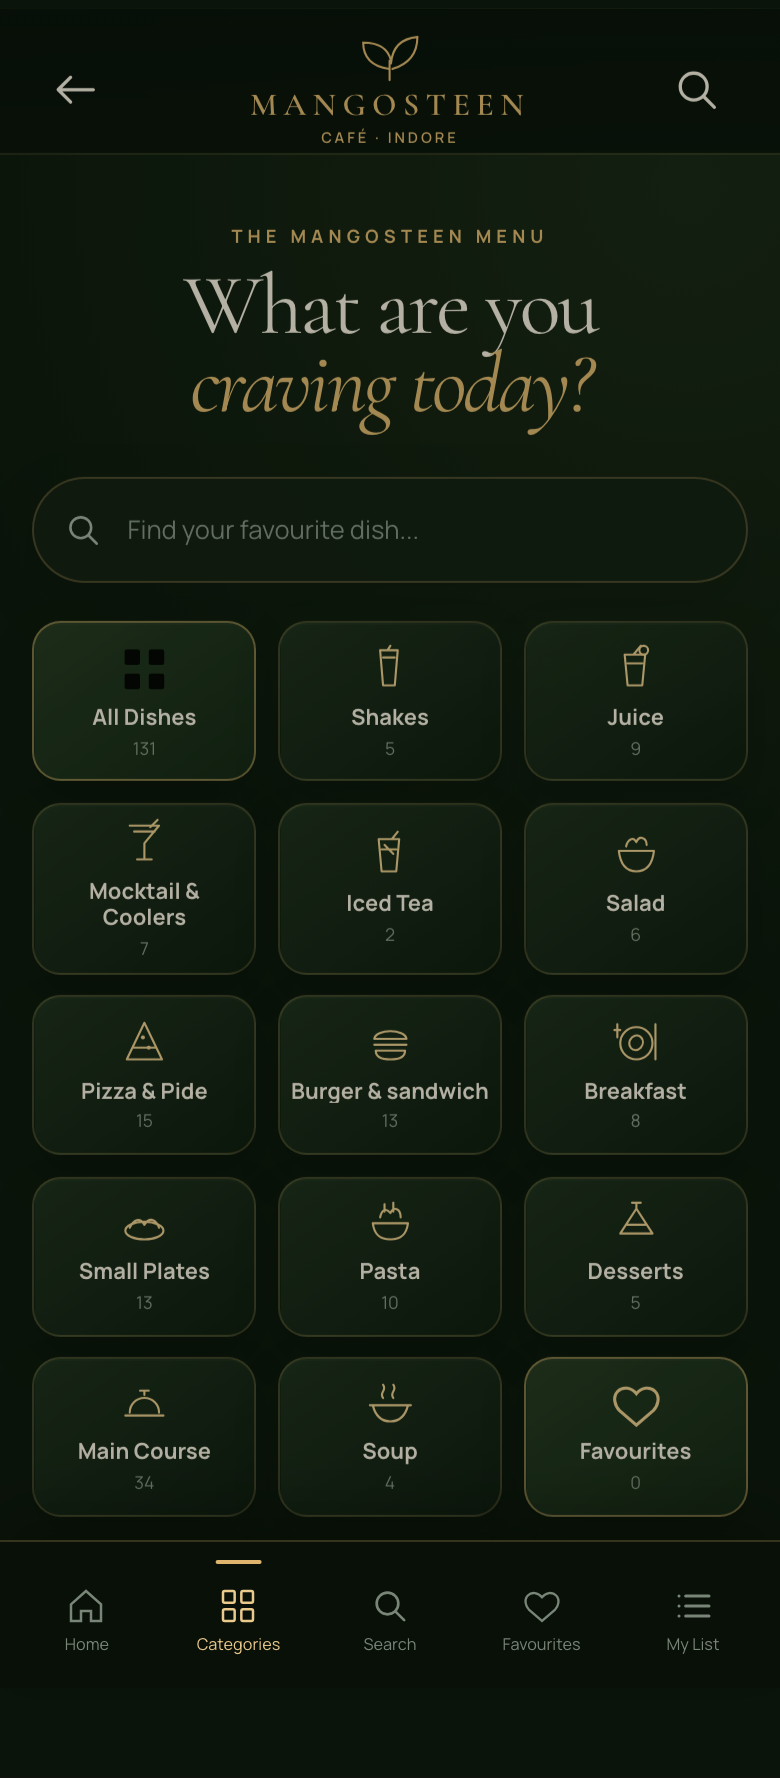 MANGOSTEEN
CAFÉ · INDORE
THE MANGOSTEEN MENU
What are you
craving today?
Find your favourite dish...
All Dishes
131
Shakes
5
Juice
9
Mocktail &
Coolers
7
Iced Tea
2
Salad
6
Pizza & Pide
15
Burger & sandwich
13
Breakfast
8
Small Plates
13
Pasta
10
Desserts
5
Main Course
34
Soup
4
Favourites
0
Home
Categories
Search
Favourites
My List